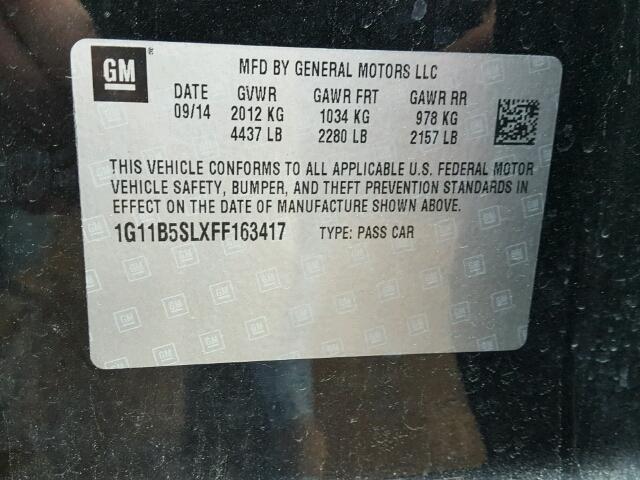 GM
MFD BY GENERAL MOTORS LLC
DATE GVWR GAWR FRT GAWR RR
09/14 2012 KG 1034 KG 978 KG
4437 LB 2280 LB 2157 LB
THIS VEHICLE CONFORMS TO ALL APPLICABLE U.S. FEDERAL MOTOR
VEHICLE SAFETY, BUMPER, AND THEFT PREVENTION STANDARDS IN
EFFECT ON THE DATE OF MANUFACTURE SHOWN ABOVE.
1G11B5SLXFF163417 TYPE: PASS CAR